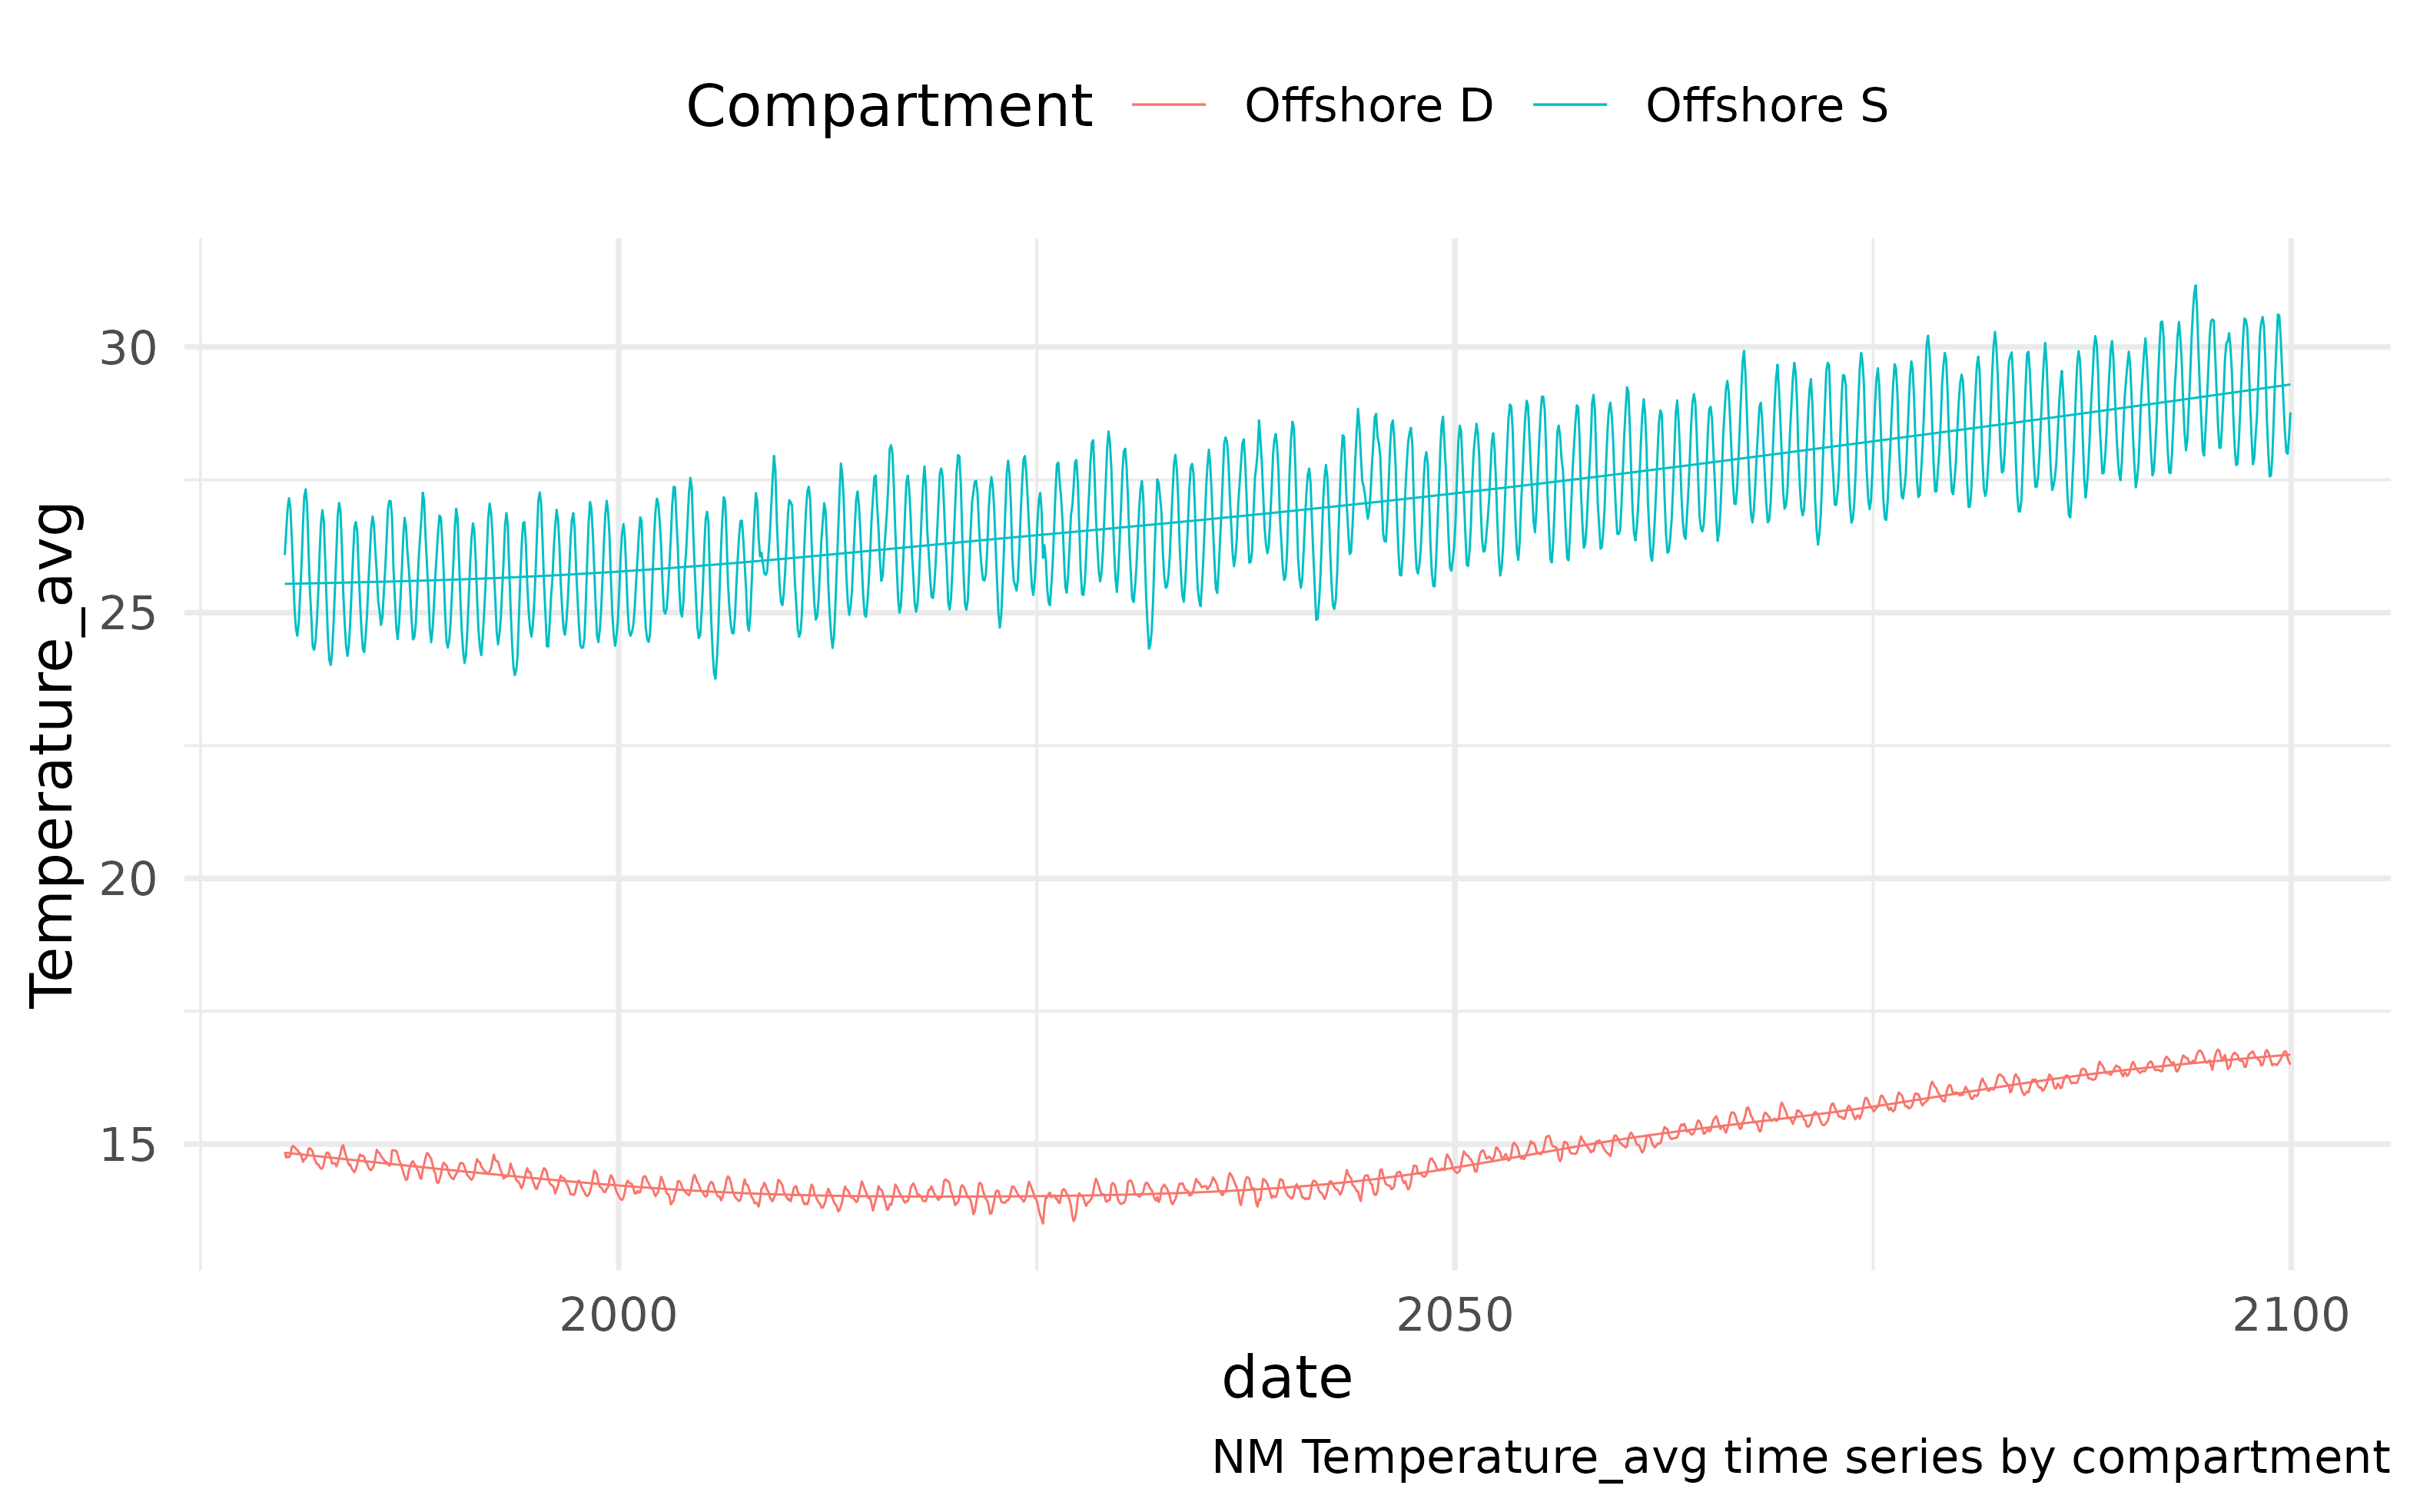 Compartment Offshore D Offshore S
Temperature_avg
30
25
20
15
2000 2050 2100
date
NM Temperature_avg time series by compartment